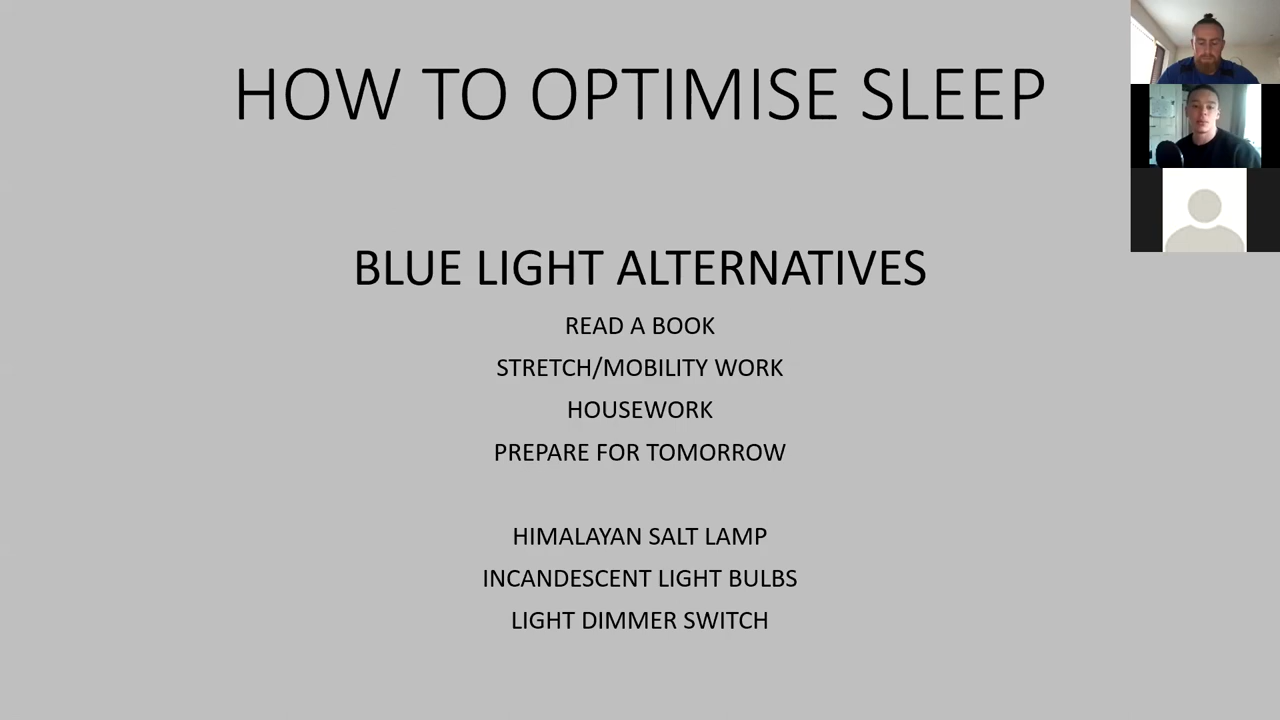 HOW TO OPTIMISE SLEEP
BLUE LIGHT ALTERNATIVES
READ A BOOK
STRETCH/MOBILITY WORK
HOUSEWORK
PREPARE FOR TOMORROW
HIMALAYAN SALT LAMP
INCANDESCENT LIGHT BULBS
LIGHT DIMMER SWITCH